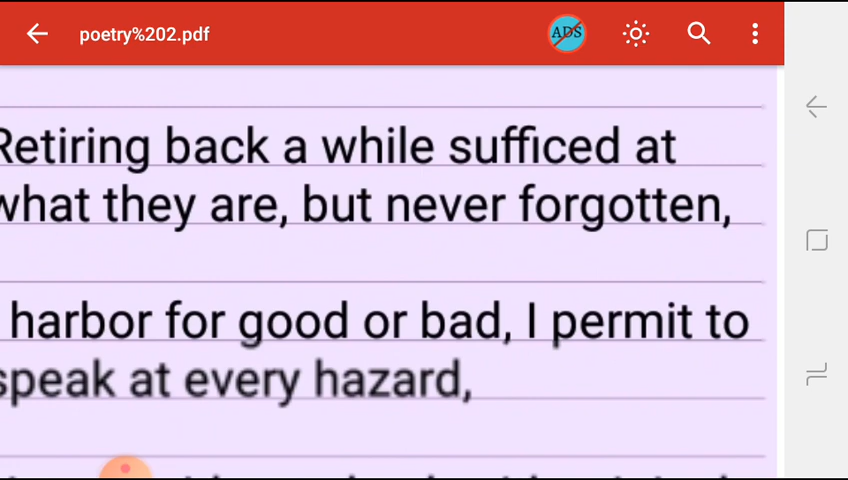 poetry%202.pdf
ADS
Retiring back a while sufficed at
what they are, but never forgotten,
harbor for good or bad, I permit to
speak at every hazard,